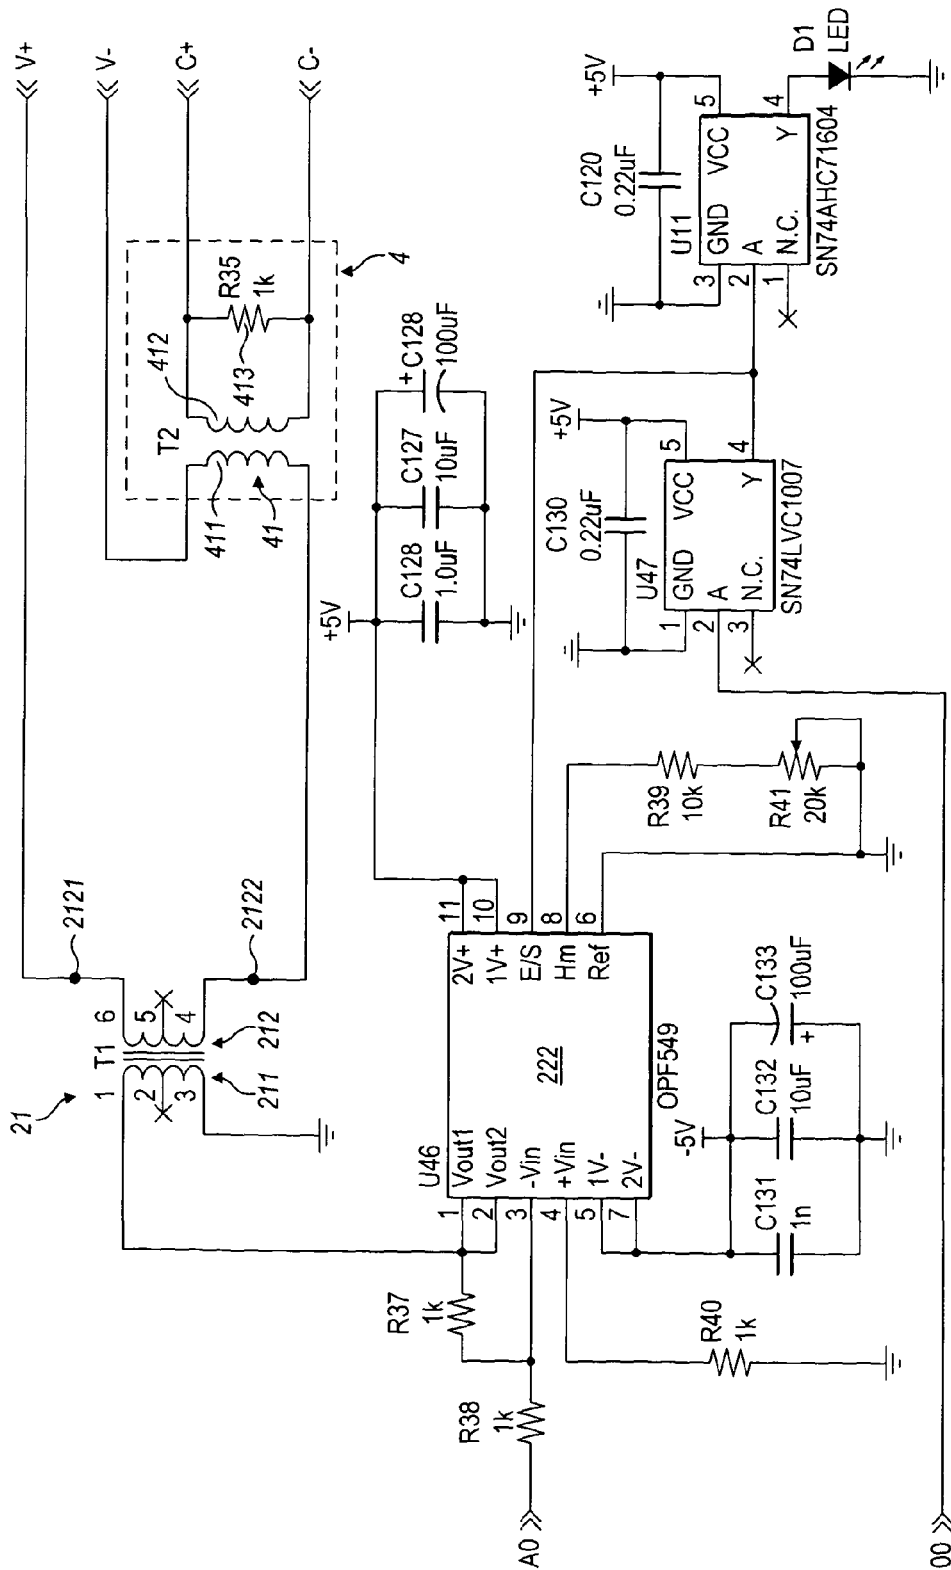 V+
V-
C+
C-
21
T1
1
2
3
6
5
4
2121
2122
212
211
T2
411
41
412
413
R35
1k
4
+5V
C128
1.0uF
C127
10uF
+
C128
100uF
U46
Vout1
Vout2
-Vin
+Vin
1V-
2V-
1
2
3
4
5
7
2V+
1V+
E/S
Hm
Ref
11
10
9
8
6
222
OPF549
R37
1k
R38
1k
A0
R40
1k
-5V
C131
1n
C132
10uF
C133
100uF
+
R39
10k
R41
20k
C130
0.22uF
+5V
U47
GND
VCC
A
N.C.
Y
1
2
3
5
4
SN74LVC1007
C120
0.22uF
+5V
U11
GND
VCC
A
N.C.
Y
3
2
1
5
4
SN74AHC71604
D1
LED
00